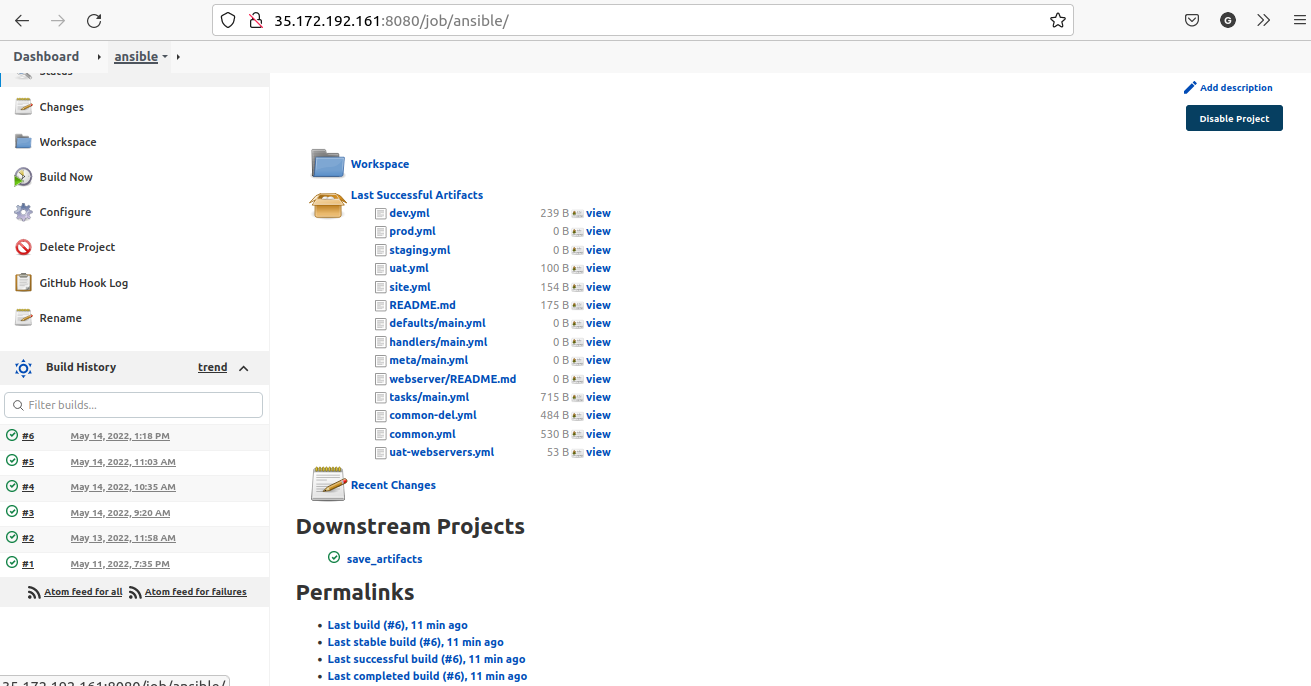 35.172.192.161:8080/job/ansible/
G
Dashboard ansible
Status
Changes
Workspace
Build Now
Configure
Delete Project
GitHub Hook Log
Rename
Build History trend
Filter builds...
#6 May 14, 2022, 1:18 PM
#5 May 14, 2022, 11:03 AM
#4 May 14, 2022, 10:35 AM
#3 May 14, 2022, 9:20 AM
#2 May 13, 2022, 11:58 AM
#1 May 11, 2022, 7:35 PM
Atom feed for all Atom feed for failures
Add description
Disable Project
Workspace
Last Successful Artifacts
dev.yml 239 B view
prod.yml 0 B view
staging.yml 0 B view
uat.yml 100 B view
site.yml 154 B view
README.md 175 B view
defaults/main.yml 0 B view
handlers/main.yml 0 B view
meta/main.yml 0 B view
webserver/README.md 0 B view
tasks/main.yml 715 B view
common-del.yml 484 B view
common.yml 530 B view
uat-webservers.yml 53 B view
Recent Changes
Downstream Projects
save_artifacts
Permalinks
• Last build (#6), 11 min ago
• Last stable build (#6), 11 min ago
• Last successful build (#6), 11 min ago
• Last completed build (#6), 11 min ago
35.172.192.161:8080/job/ansible/